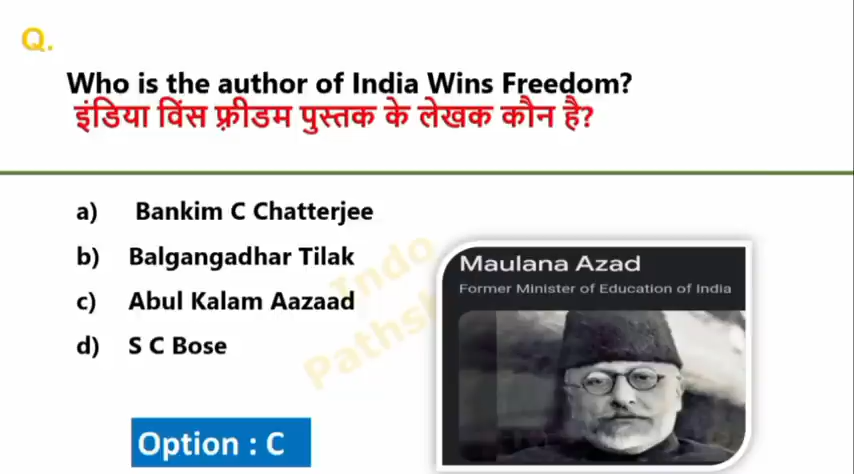 Q.
Who is the author of India Wins Freedom?
इंडिया विंस फ़्रीडम पुस्तक के लेखक कौन है?
a) Bankim C Chatterjee
b) Balgangadhar Tilak
c) Abul Kalam Aazaad
d) S C Bose
Indo
Maulana Azad
Former Minister of Education of India
Option : C